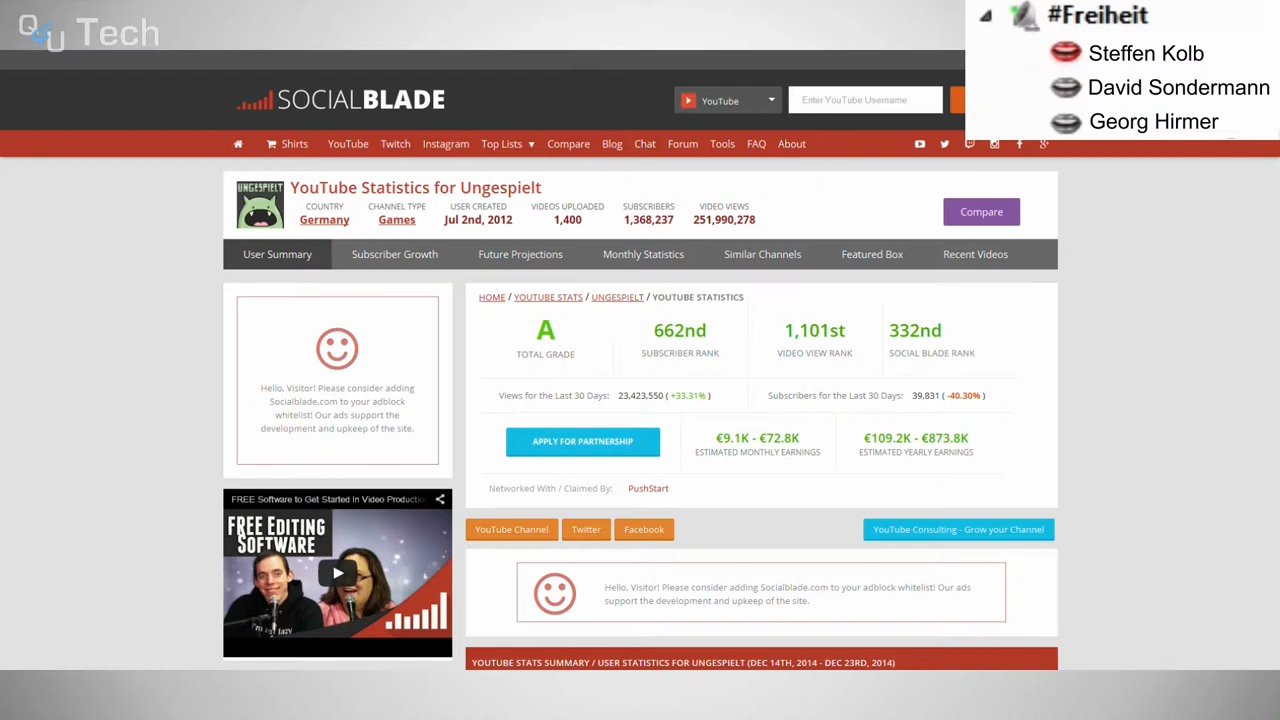 QsU Tech
#Freiheit
Steffen Kolb
David Sondermann
Georg Hirmer
SOCIALBLADE
YouTube
Enter YouTube Username
Shirts YouTube Twitch Instagram Top Lists Compare Blog Chat Forum Tools FAQ About
UNGESPIELT
YouTube Statistics for Ungespielt
COUNTRY CHANNEL TYPE USER CREATED VIDEOS UPLOADED SUBSCRIBERS VIDEO VIEWS
Germany Games Jul 2nd, 2012 1,400 1,368,237 251,990,278
Compare
User Summary Subscriber Growth Future Projections Monthly Statistics Similar Channels Featured Box Recent Videos
Hello, Visitor! Please consider adding
Socialblade.com to your adblock
whitelist! Our ads support the
development and upkeep of the site.
HOME / YOUTUBE STATS / UNGESPIELT / YOUTUBE STATISTICS
A 662nd 1,101st 332nd
TOTAL GRADE SUBSCRIBER RANK VIDEO VIEW RANK SOCIAL BLADE RANK
Views for the Last 30 Days: 23,423,550 ( +33.31% ) Subscribers for the Last 30 Days: 39,831 ( -40.30% )
APPLY FOR PARTNERSHIP €9.1K - €72.8K €109.2K - €873.8K
ESTIMATED MONTHLY EARNINGS ESTIMATED YEARLY EARNINGS
Networked With / Claimed By: PushStart
FREE Software to Get Started In Video Productio
FREE EDITING
SOFTWARE
I'm not lazy
YouTube Channel Twitter Facebook YouTube Consulting - Grow your Channel
Hello, Visitor! Please consider adding Socialblade.com to your adblock whitelist! Our ads
support the development and upkeep of the site.
YOUTUBE STATS SUMMARY / USER STATISTICS FOR UNGESPIELT (DEC 14TH, 2014 - DEC 23RD, 2014)